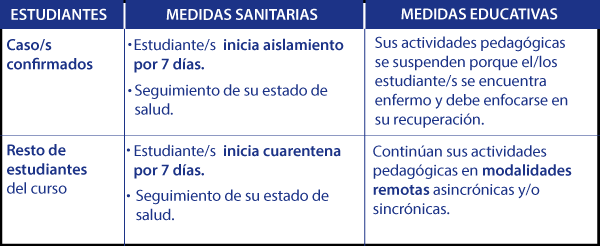 ESTUDIANTES
MEDIDAS SANITARIAS
MEDIDAS EDUCATIVAS
Caso/s
confirmados
• Estudiante/s inicia aislamiento
por 7 días.
• Seguimiento de su estado de
salud.
Sus actividades pedagógicas
se suspenden porque el/los
estudiante/s se encuentra
enfermo y debe enfocarse en
su recuperación.
Resto de
estudiantes
del curso
• Estudiante/s inicia cuarentena
por 7 días.
• Seguimiento de su estado de
salud.
Continúan sus actividades
pedagógicas en modalidades
remotas asincrónicas y/o
sincrónicas.